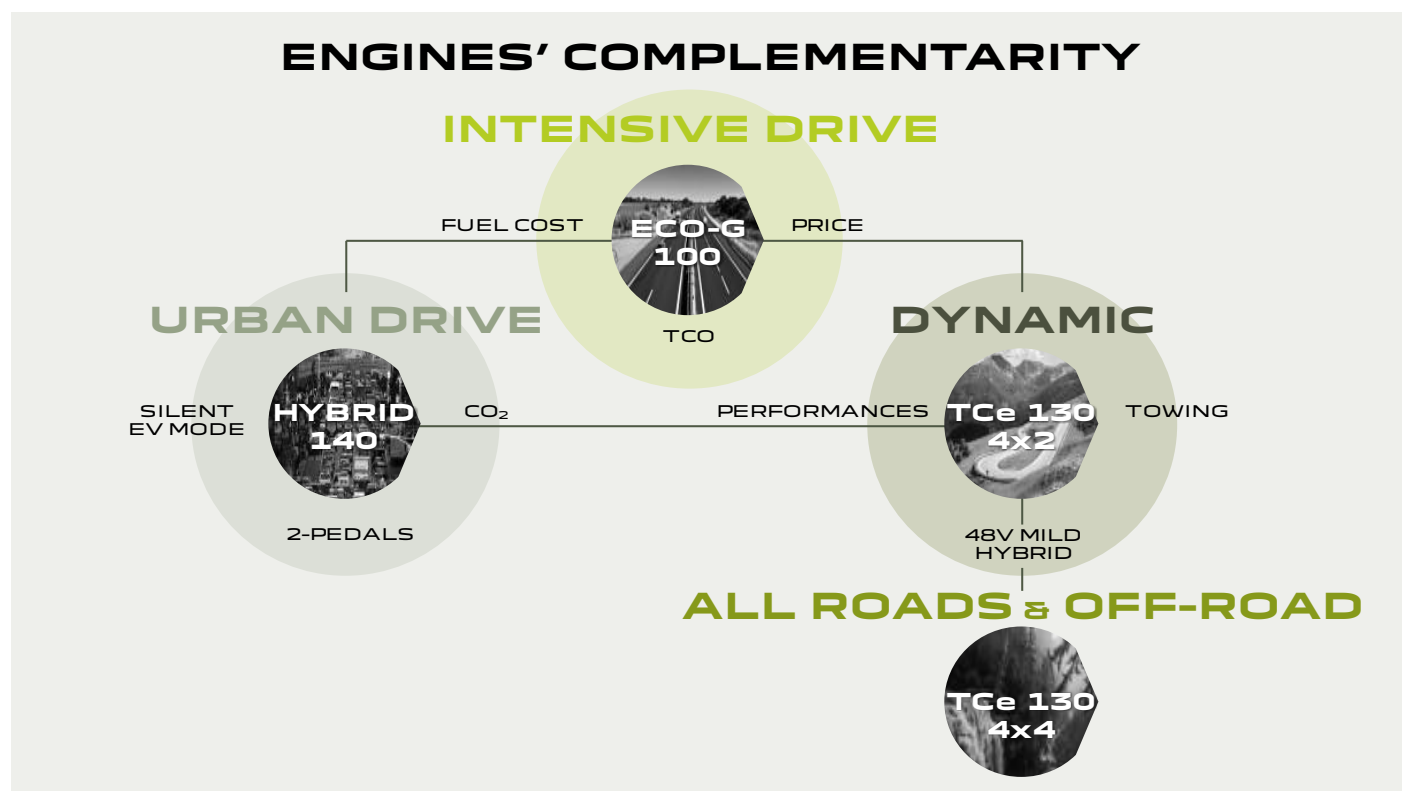 ENGINES’ COMPLEMENTARITY
INTENSIVE DRIVE
FUEL COST
ECO-G
100
PRICE
TCO
URBAN DRIVE
SILENT
EV MODE
HYBRID
140
CO₂
2-PEDALS
DYNAMIC
PERFORMANCES
TCe 130
4x2
TOWING
48V MILD
HYBRID
ALL ROADS & OFF-ROAD
TCe 130
4x4